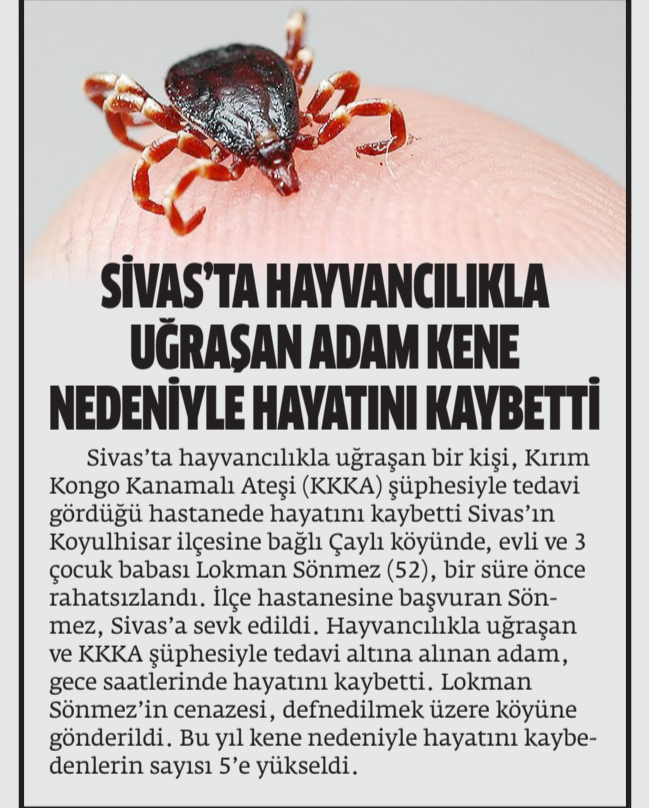 SİVAS’TA HAYVANCILIKLA
UĞRAŞAN ADAM KENE
NEDENİYLE HAYATINI KAYBETTİ
Sivas’ta hayvancılıkla uğraşan bir kişi, Kırım
Kongo Kanamalı Ateşi (KKKA) şüphesiyle tedavi
gördüğü hastanede hayatını kaybetti Sivas’ın
Koyulhisar ilçesine bağlı Çaylı köyünde, evli ve 3
çocuk babası Lokman Sönmez (52), bir süre önce
rahatsızlandı. İlçe hastanesine başvuran Sön-
mez, Sivas’a sevk edildi. Hayvancılıkla uğraşan
ve KKKA şüphesiyle tedavi altına alınan adam,
gece saatlerinde hayatını kaybetti. Lokman
Sönmez’in cenazesi, defnedilmek üzere köyüne
gönderildi. Bu yıl kene nedeniyle hayatını kaybe-
denlerin sayısı 5’e yükseldi.